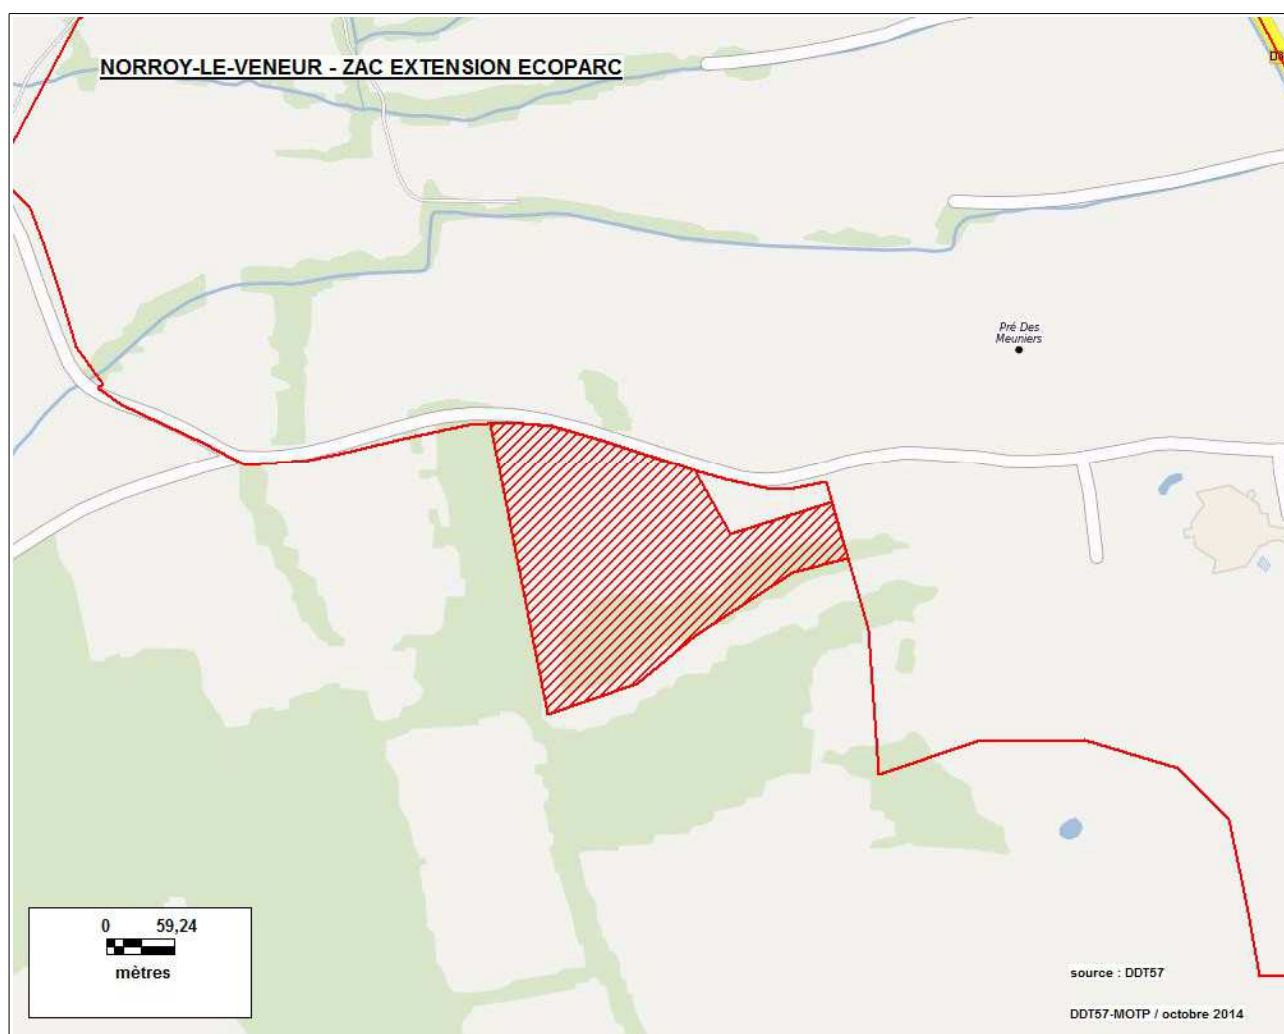 NORROY-LE-VENEUR - ZAC EXTENSION ECOPARC
Pré Des
Meuniers
0 59,24
mètres
source : DDT57
DDT57-MOTP / octobre 2014